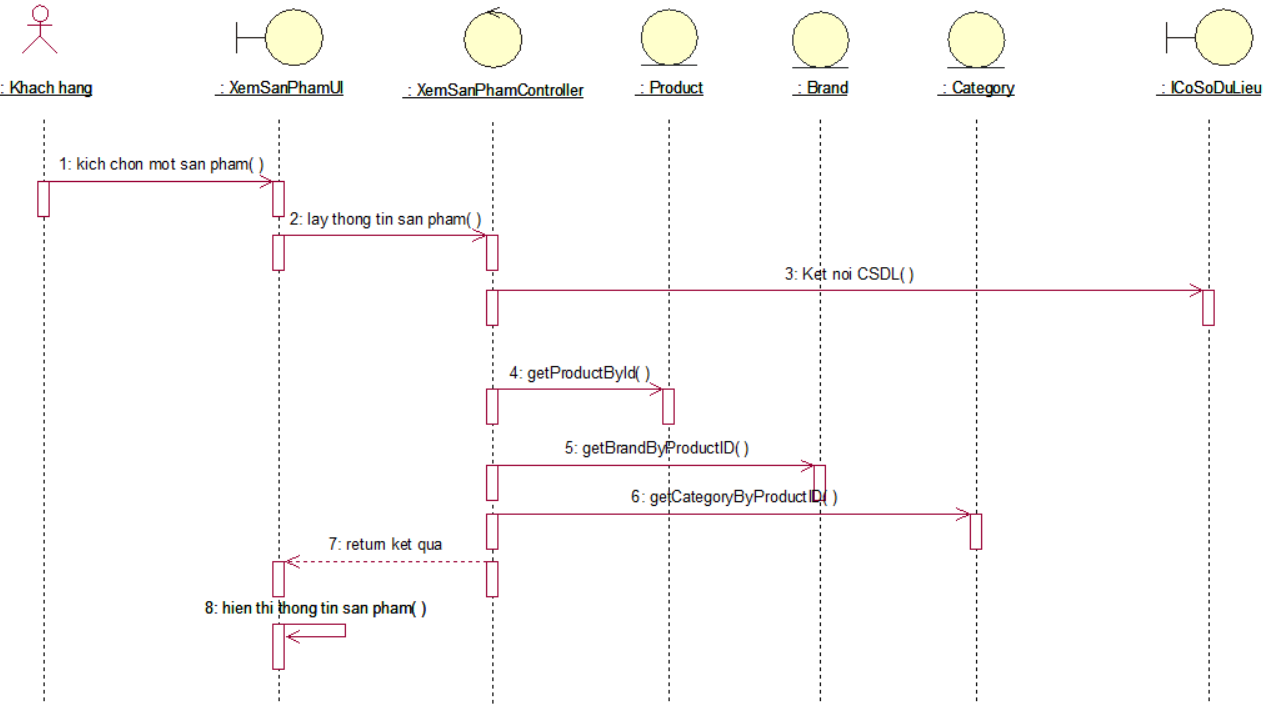 : Khach hang
: XemSanPhamUI
: XemSanPhamController
: Product
: Brand
: Category
: ICoSoDuLieu
1: kich chon mot san pham( )
2: lay thong tin san pham( )
3: Ket noi CSDL( )
4: getProductById( )
5: getBrandByProductID( )
6: getCategoryByProductID( )
7: return ket qua
8: hien thi thong tin san pham( )